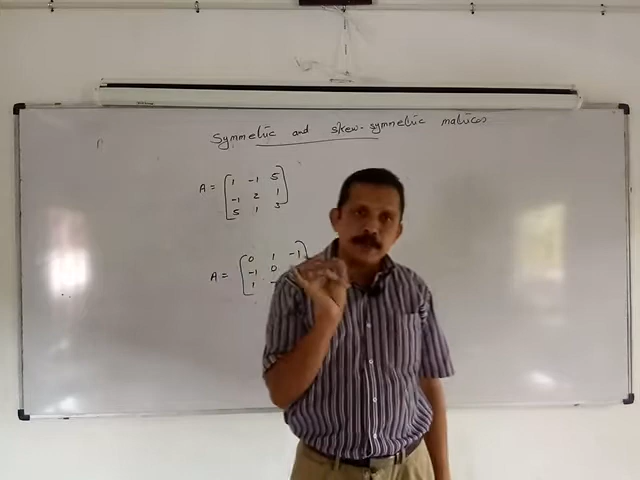 Symmetric and skew-symmetric matrices
A = [ 1 -1 5
-1 2 1
5 1 3 ]
A = [ 0 1 -1
-1 0
1 - ]